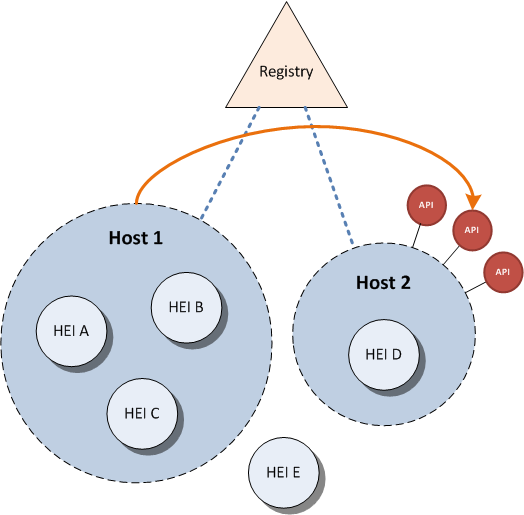 Registry
API
API
API
Host 1
Host 2
HEI B
HEI A
HEI D
HEI C
HEI E